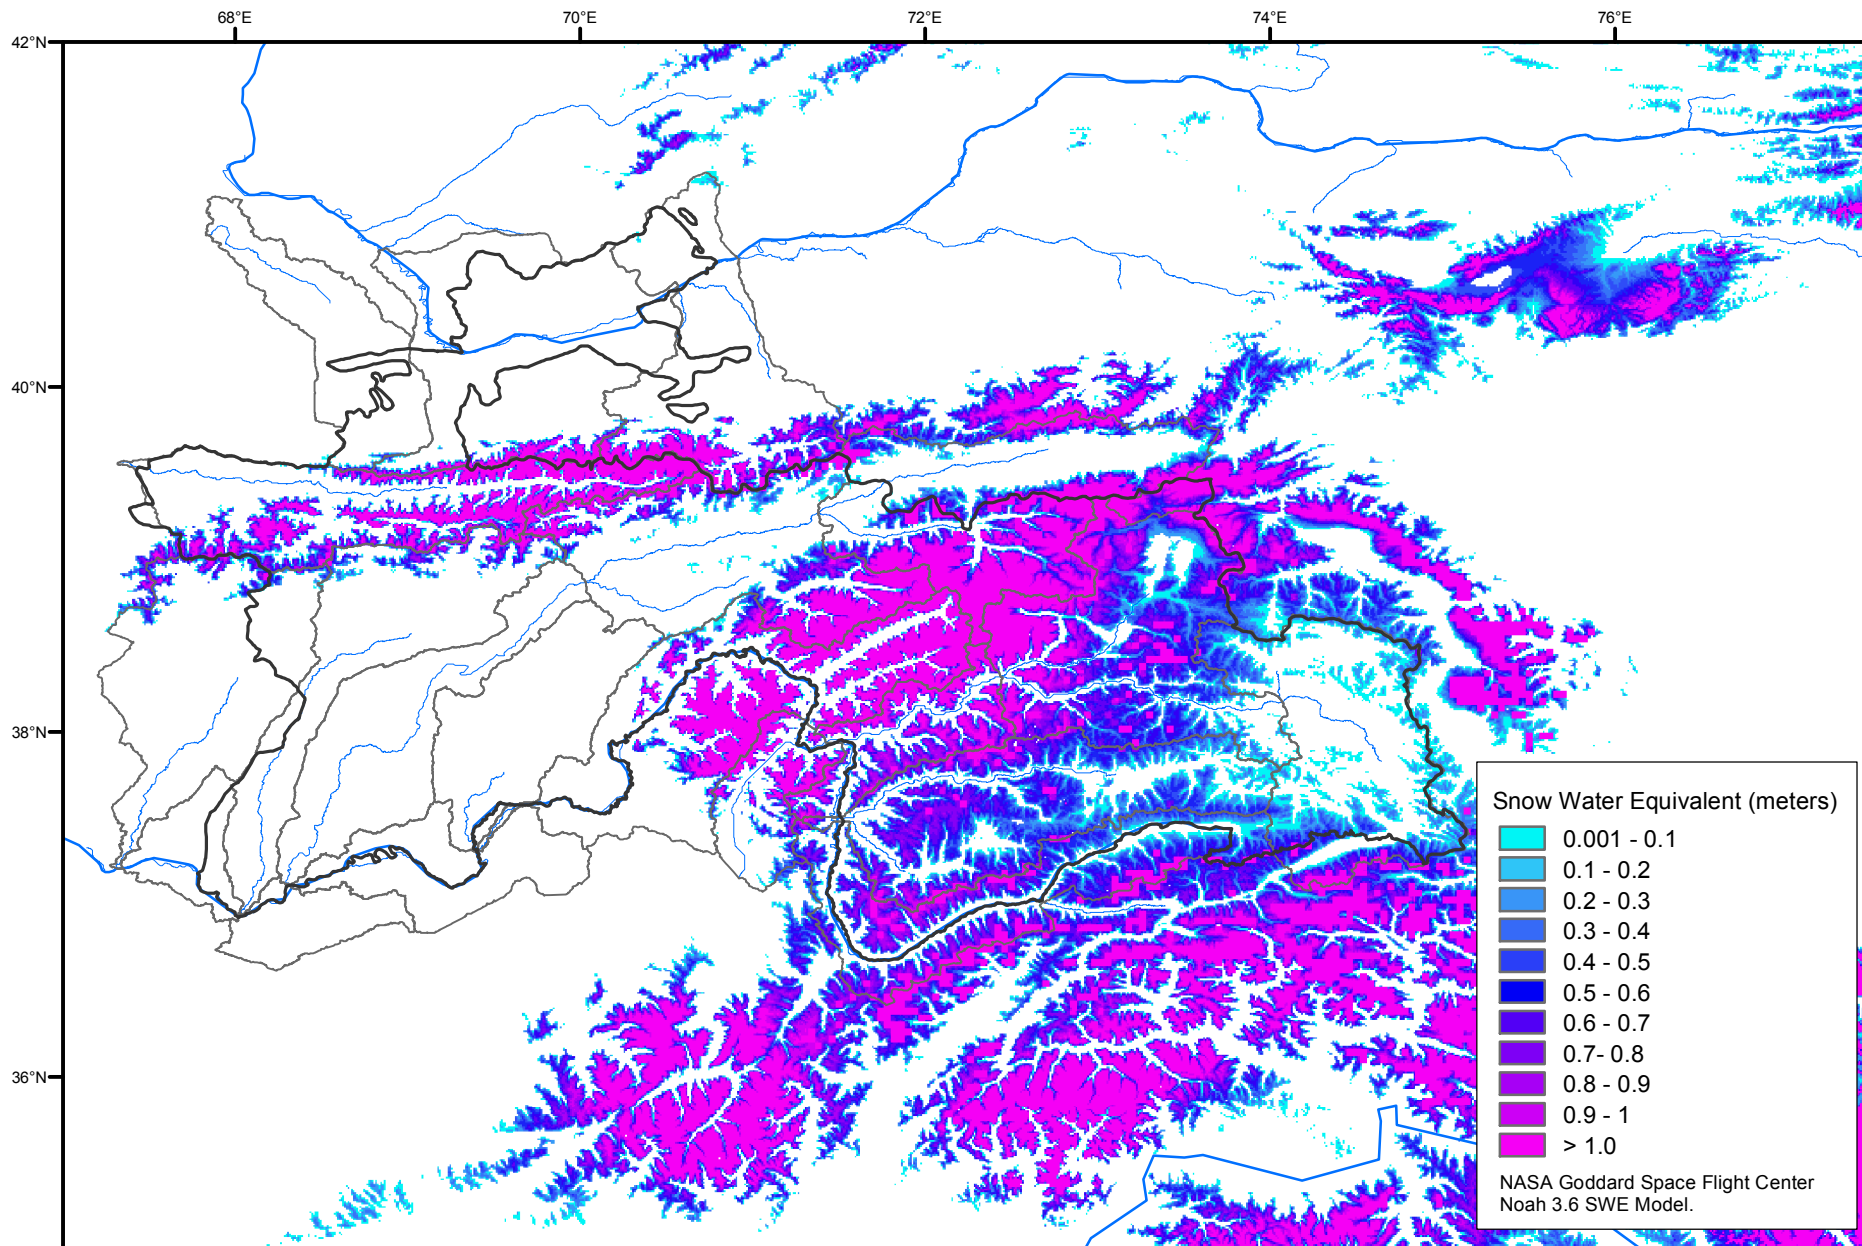 68°E
70°E
72°E
74°E
76°E
42°N
40°N
38°N
36°N
Snow Water Equivalent (meters)
0.001 - 0.1
0.1 - 0.2
0.2 - 0.3
0.3 - 0.4
0.4 - 0.5
0.5 - 0.6
0.6 - 0.7
0.7- 0.8
0.8 - 0.9
0.9 - 1
> 1.0
NASA Goddard Space Flight Center
Noah 3.6 SWE Model.